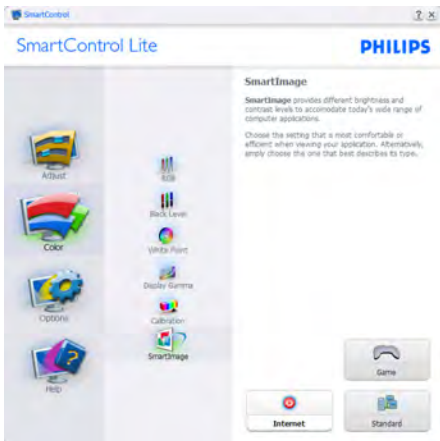 SmartControl
SmartControl Lite
PHILIPS
Adjust
Color
Options
Help
RGB
Black Level
White Point
Display Gamma
Calibration
SmartImage
SmartImage
SmartImage provides different brightness and
contrast levels to accomodate today's wide range of
computer applications.
Choose the setting that is most comfortable or
efficient when viewing your application. Alternatively,
simply choose the one that best describes its type.
Game
Internet
Standard